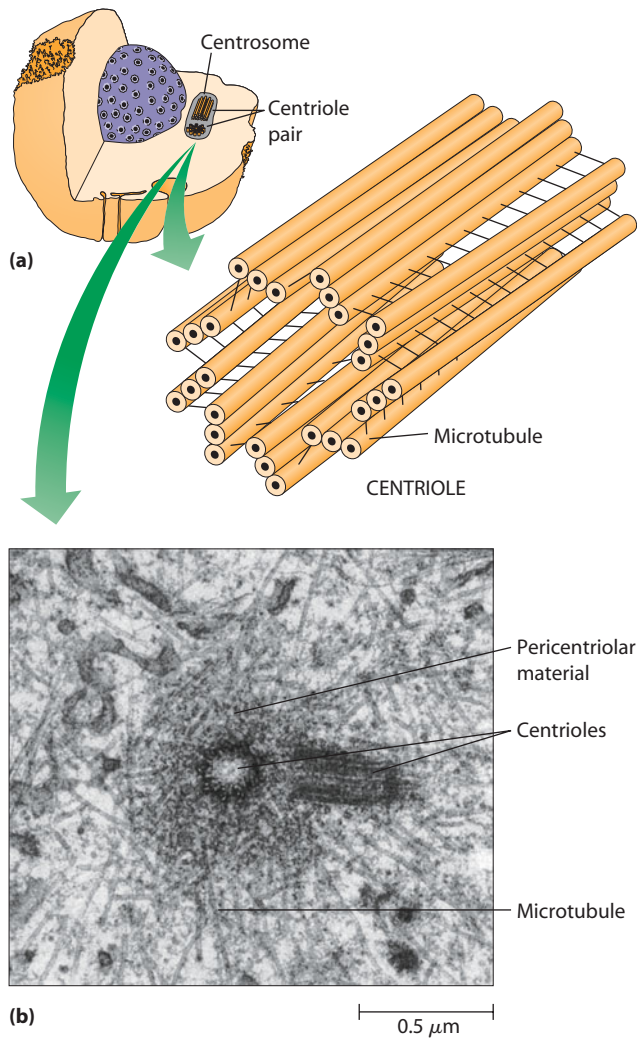 Centrosome
Centriole
pair
(a)
Microtubule
CENTRIOLE
Pericentriolar
material
Centrioles
Microtubule
(b)
0.5 μm